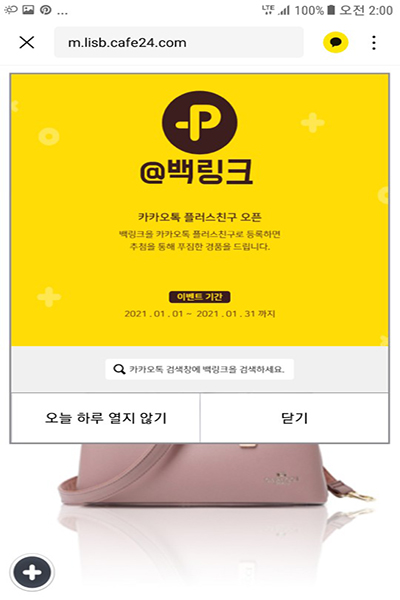 LTE 100% 오전 2:00
m.lisb.cafe24.com
P
@백링크
카카오톡 플러스친구 오픈
백링크을 카카오톡 플러스친구로 등록하면
추첨을 통해 푸짐한 경품을 드립니다.
이벤트 기간
2021 . 01 . 01 ~ 2021 . 01 . 31 까지
카카오톡 검색창에 백링크을 검색하세요.
오늘 하루 열지 않기
닫기